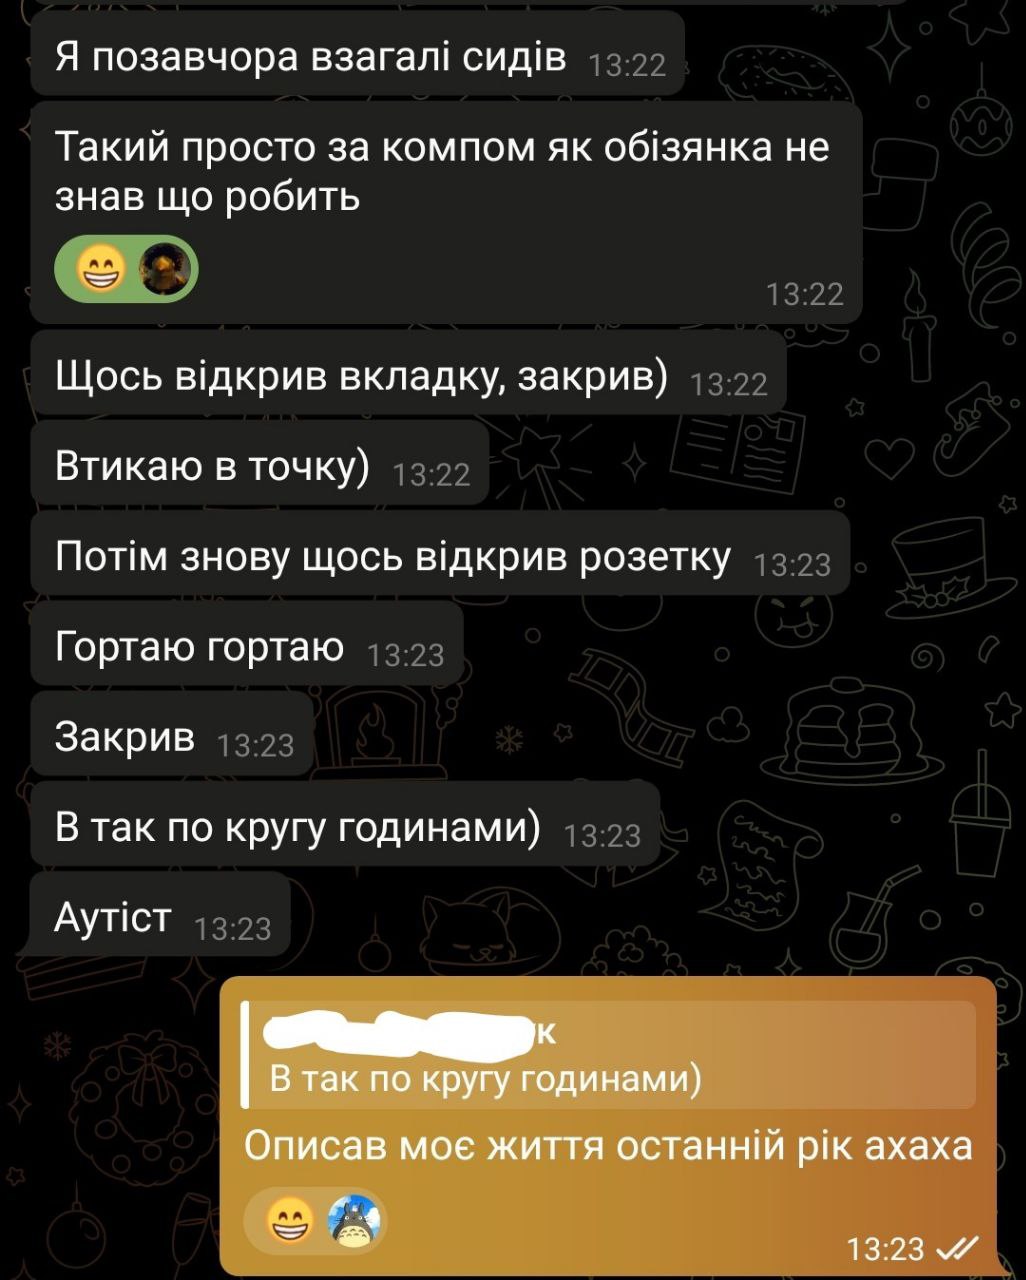 Я позавчора взагалі сидів 13:22
Такий просто за компом як обізянка не
знав що робить
13:22
Щось відкрив вкладку, закрив) 13:22
Втикаю в точку) 13:22
Потім знову щось відкрив розетку 13:23
Гортаю гортаю 13:23
Закрив 13:23
В так по кругу годинами) 13:23
Аутіст 13:23
к
В так по кругу годинами)
Описав моє життя останній рік ахаха
13:23